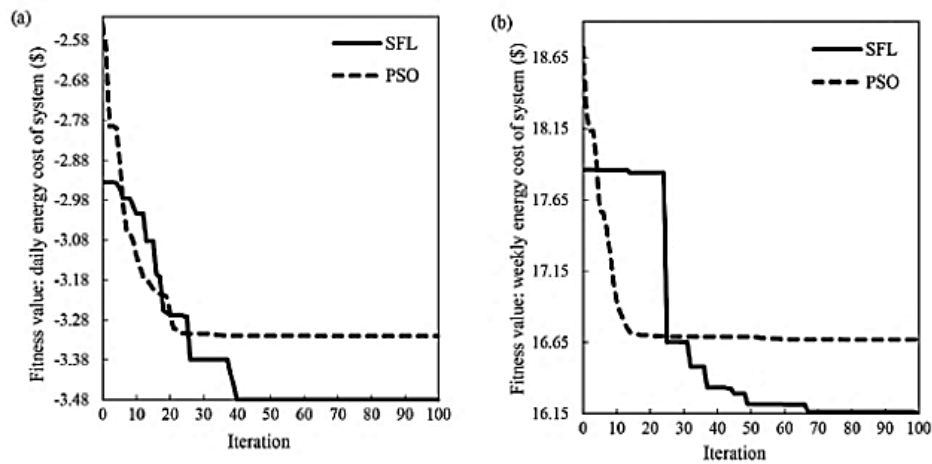 (a)
Fitness value: daily energy cost of system ($)
-2.58
-2.68
-2.78
-2.88
-2.98
-3.08
-3.18
-3.28
-3.38
-3.48
SFL
PSO
0 10 20 30 40 50 60 70 80 90 100
Iteration
(b)
Fitness value: weekly energy cost of system ($)
18.65
18.15
17.65
17.15
16.65
16.15
SFL
PSO
0 10 20 30 40 50 60 70 80 90 100
Iteration